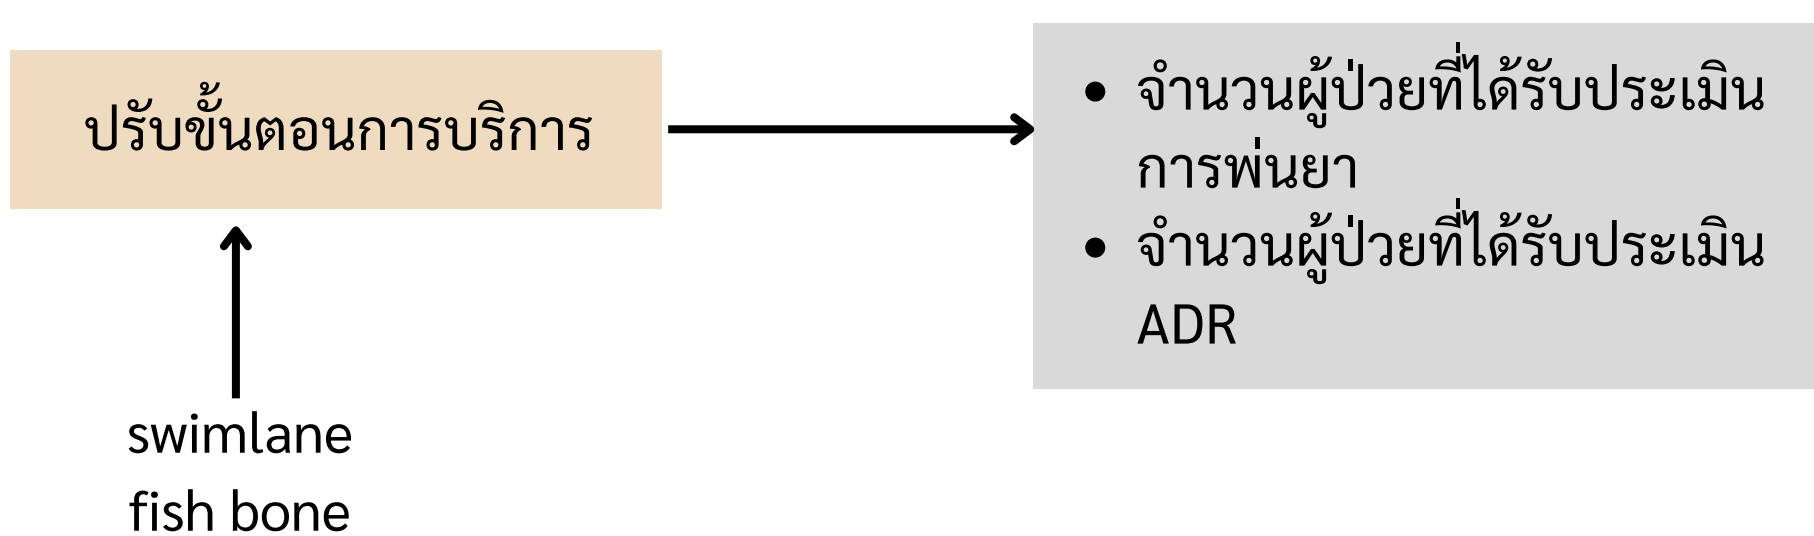 ปรับขั้นตอนการบริการ
• จำนวนผู้ป่วยที่ได้รับประเมิน
การพ่นยา
• จำนวนผู้ป่วยที่ได้รับประเมิน
ADR
swimlane
fish bone